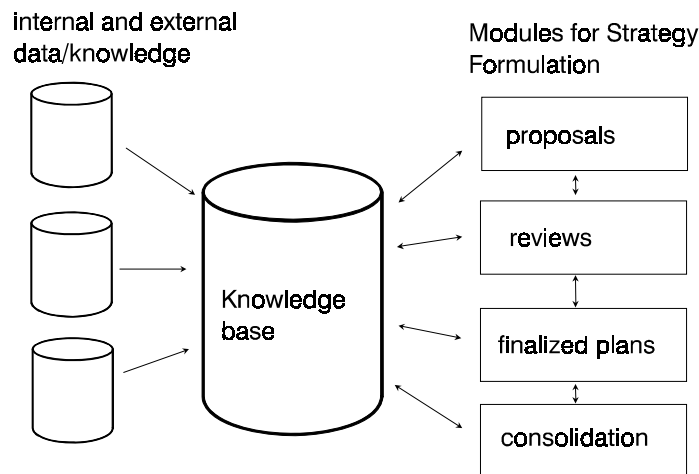 internal and external
data/knowledge
Modules for Strategy
Formulation
proposals
reviews
Knowledge
base
finalized plans
consolidation